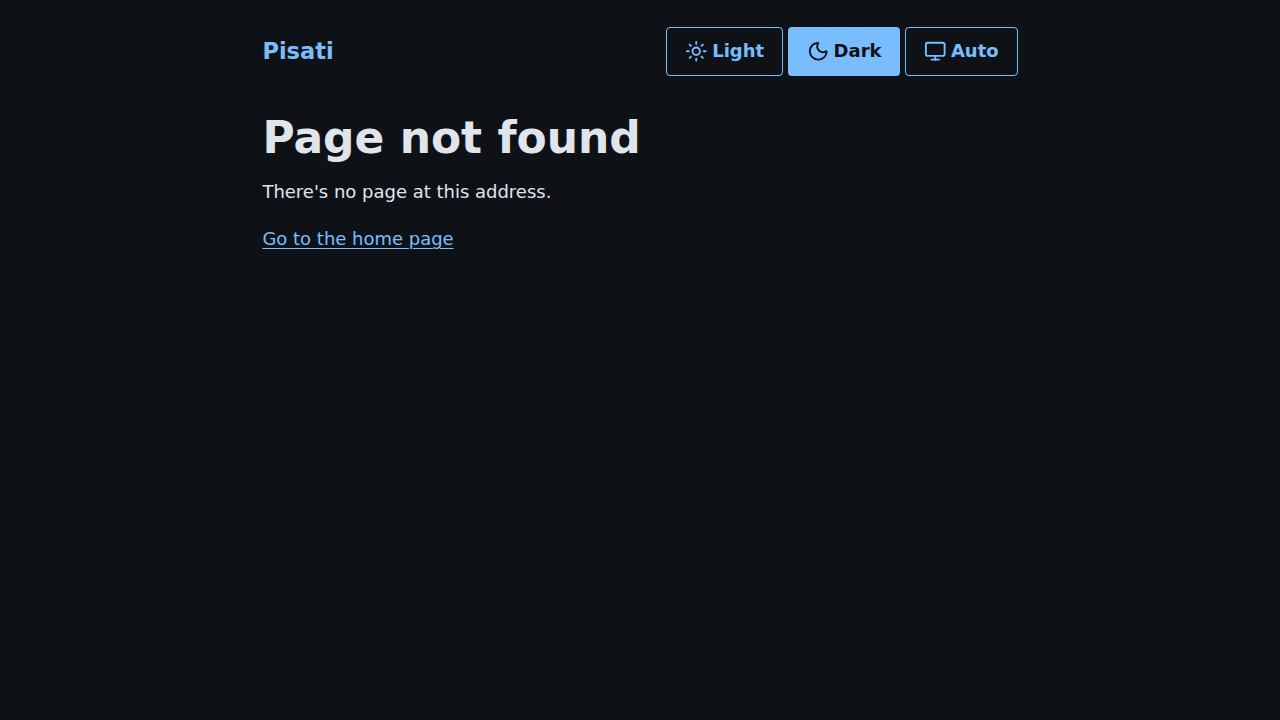 Pisati
Light Dark Auto
Page not found
There's no page at this address.
Go to the home page